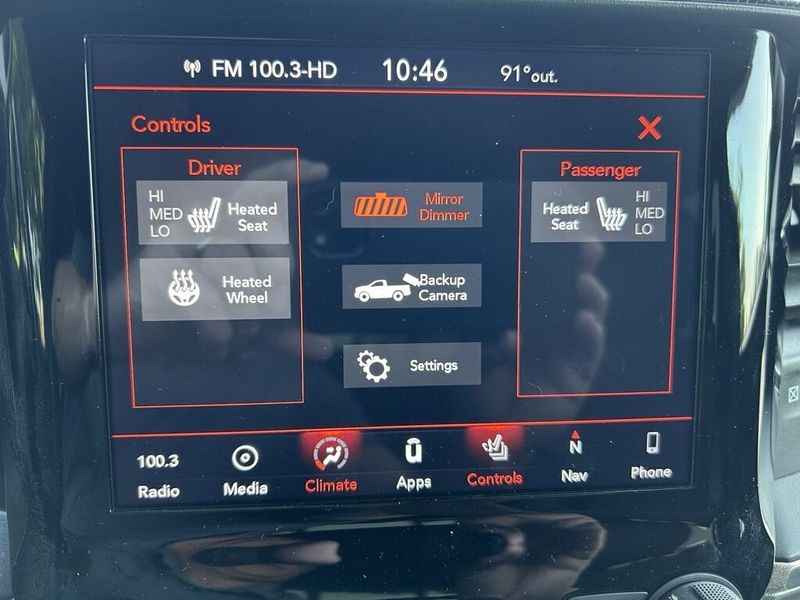 FM 100.3-HD 10:46 91°out.
Controls
Driver
HI
MED
LO
Heated
Seat
Heated
Wheel
Mirror
Dimmer
Backup
Camera
Settings
Passenger
Heated
Seat
HI
MED
LO
100.3
Radio
Media
Climate
Apps
Controls
N
Nav
Phone